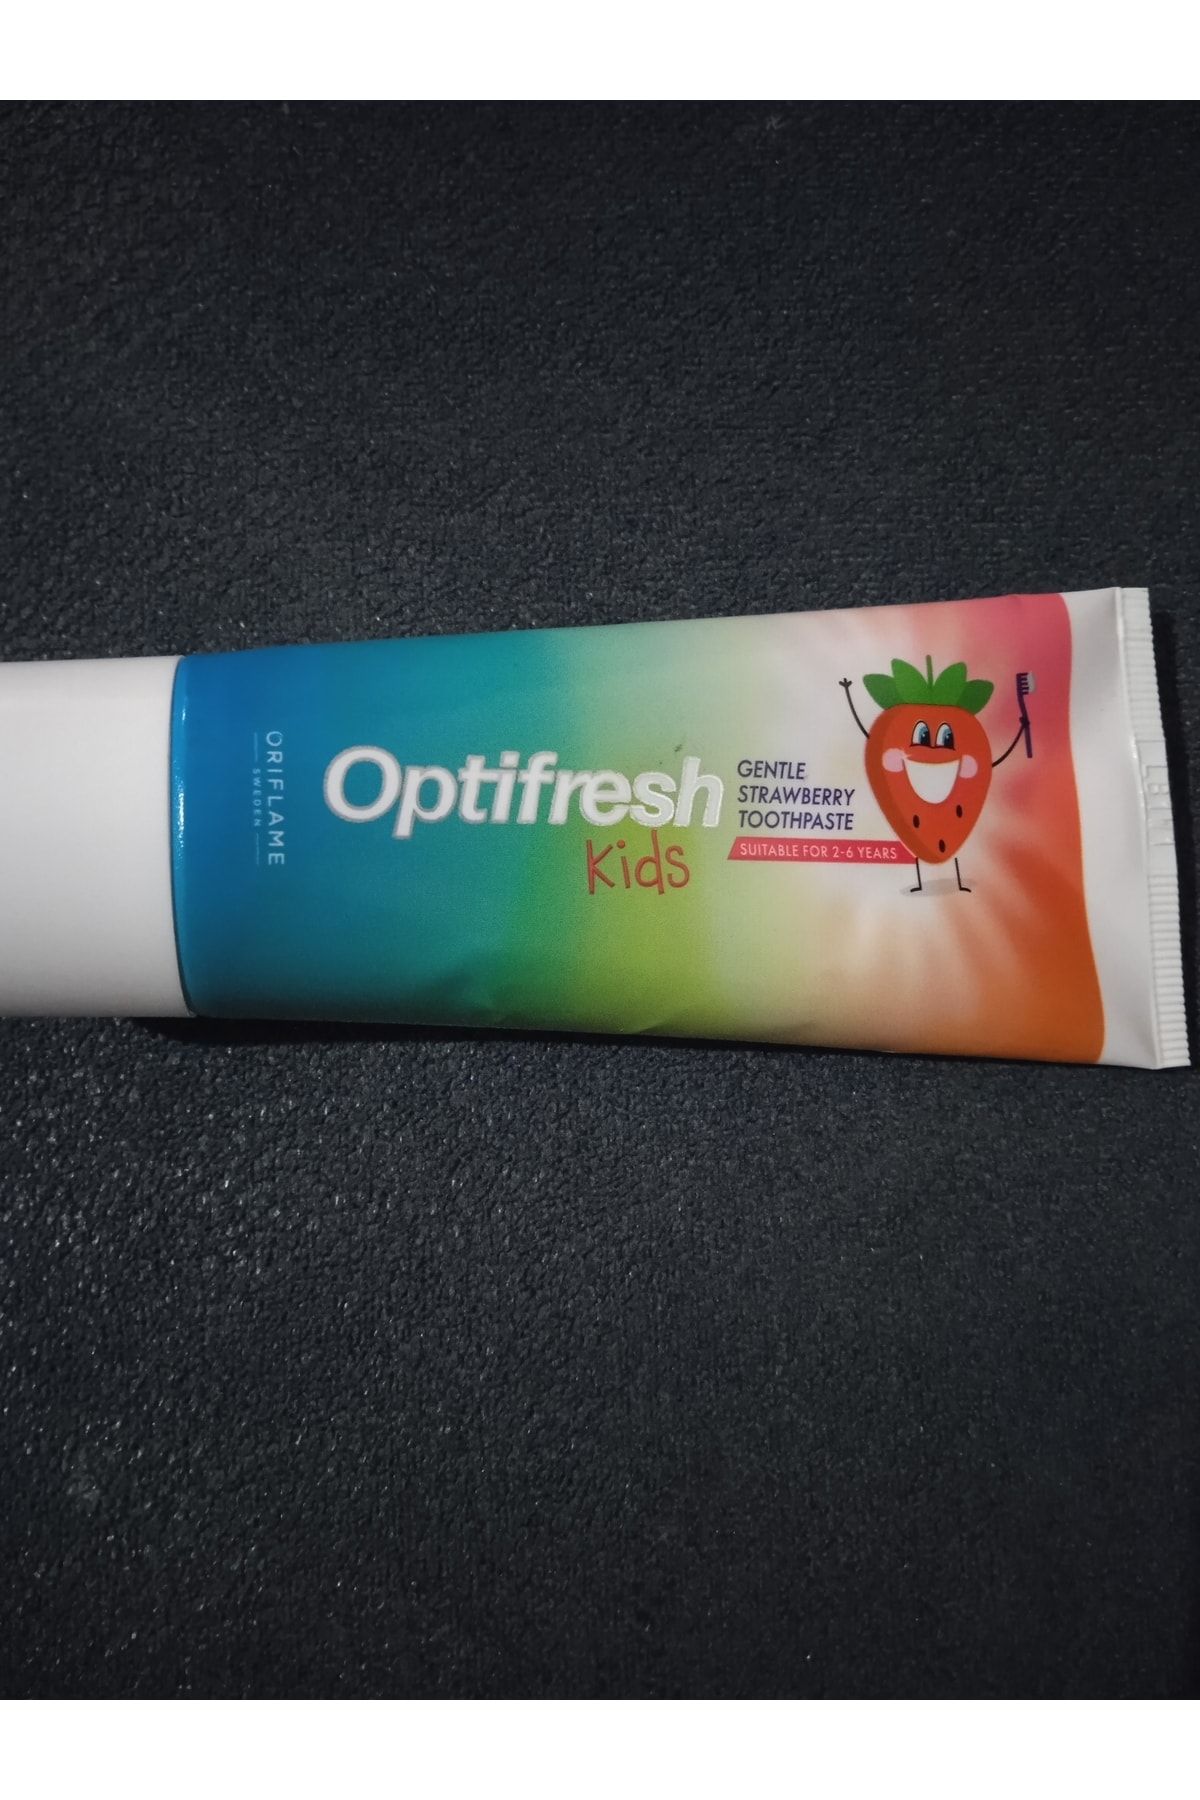 ORIFLAME
SWEDEN
Optifresh
Kids
GENTLE
STRAWBERRY
TOOTHPASTE
SUITABLE FOR 2-6 YEARS